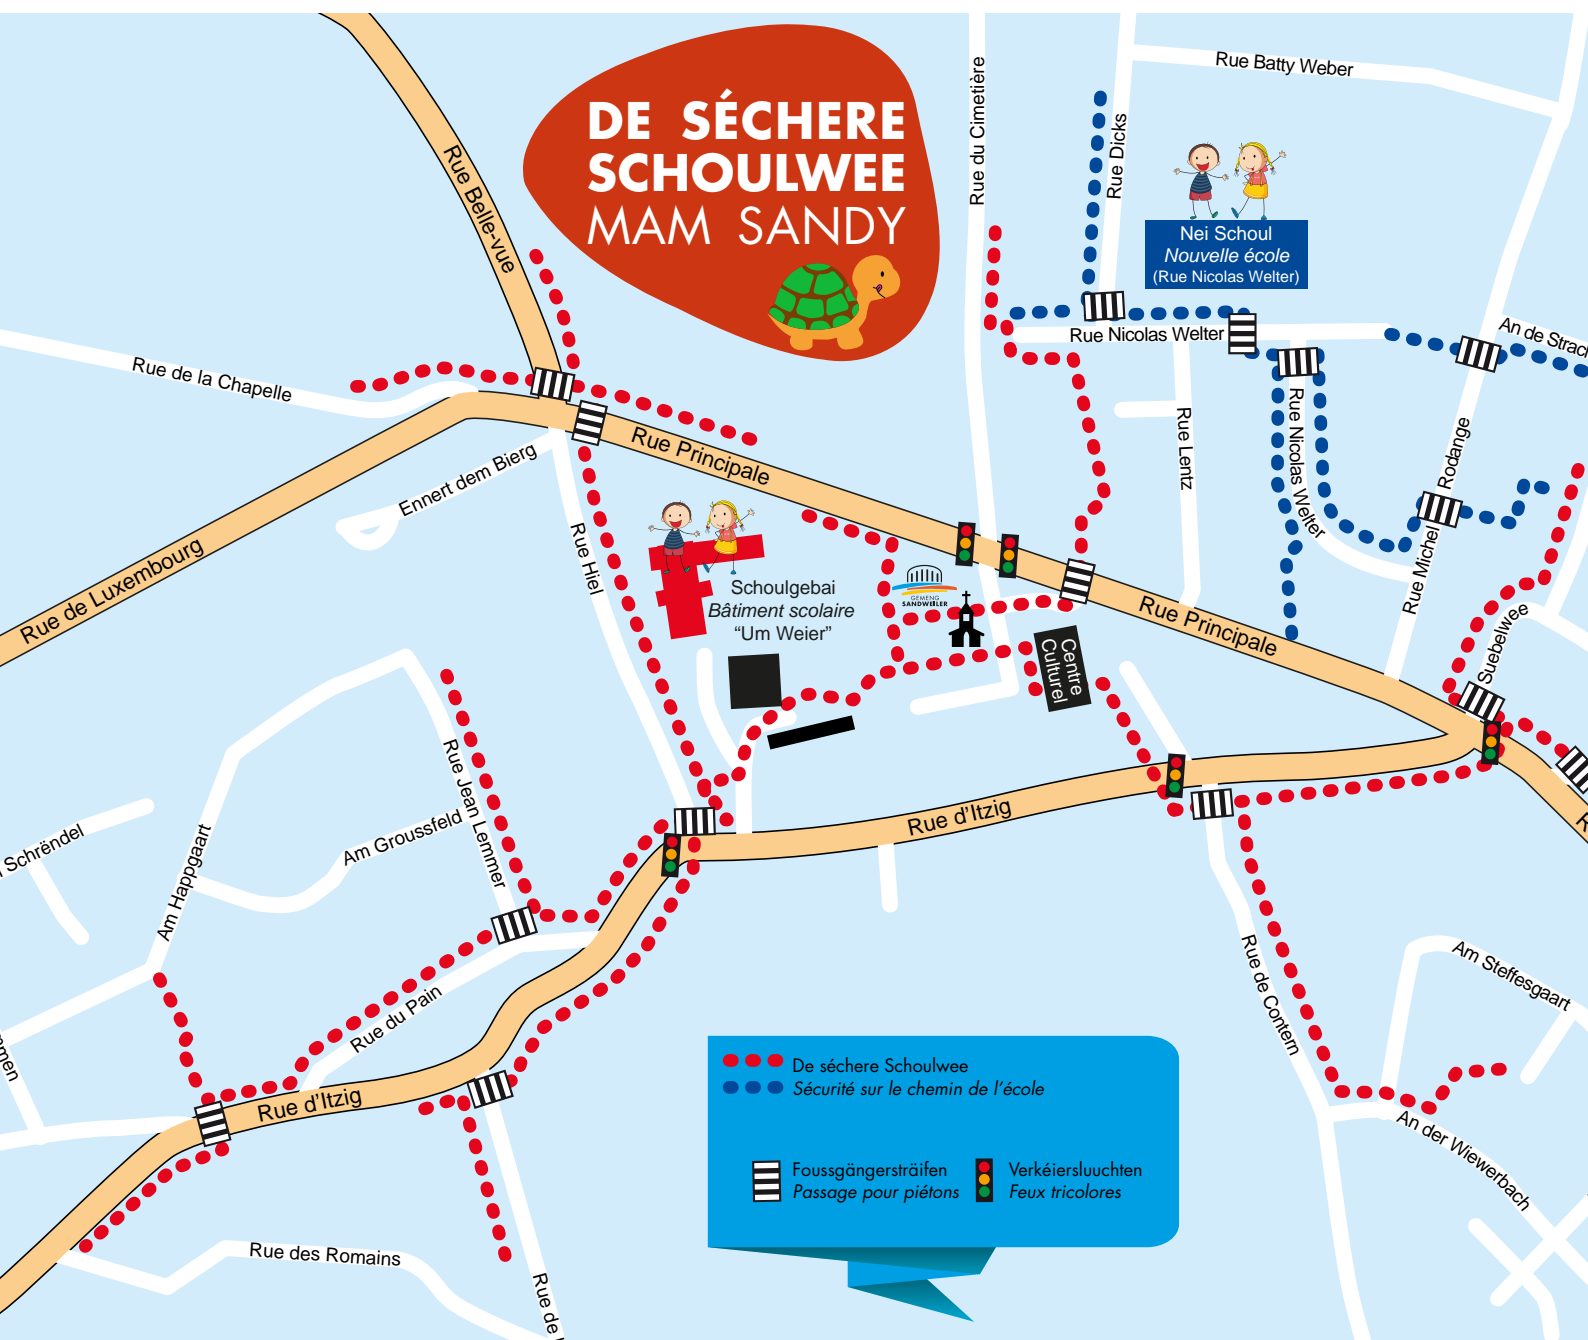 DE SÉCHERE
SCHOULWEE
MAM SANDY
Rue Batty Weber
Rue du Cimetière
Rue Dicks
Rue Belle-vue
Nei Schoul
Nouvelle école
(Rue Nicolas Welter)
Rue Nicolas Welter
An de Strach
Rue de la Chapelle
Rue Principale
Ennert dem Bierg
Rue Lentz
Rue Nicolas Welter
Rue Michel Rodange
Rue de Luxembourg
Rue Hiel
Schoulgebai
Bâtiment scolaire
“Um Weier”
GEMENG
SANDWEILER
Rue Principale
Centre
Culturel
Suebelwee
Rue Jean Lemmer
Rue d’Itzig
R
Schrëndel
Am Happgaart
Am Groussfeld
Rue du Pain
Rue de Contern
Am Steffesgaart
men
Rue d’Itzig
De séchere Schoulwee
Sécurité sur le chemin de l’école
An der Wiewerbach
Foussgängersträifen
Passage pour piétons
Verkéiersluuchten
Feux tricolores
Rue des Romains
Rue de